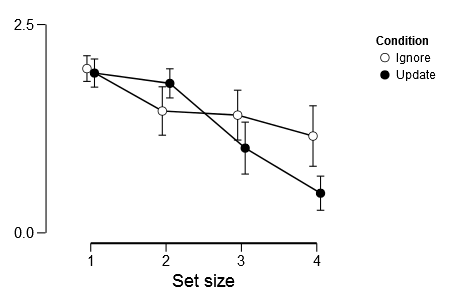 2.5
0.0
1 2 3 4
Set size
Condition
Ignore
Update